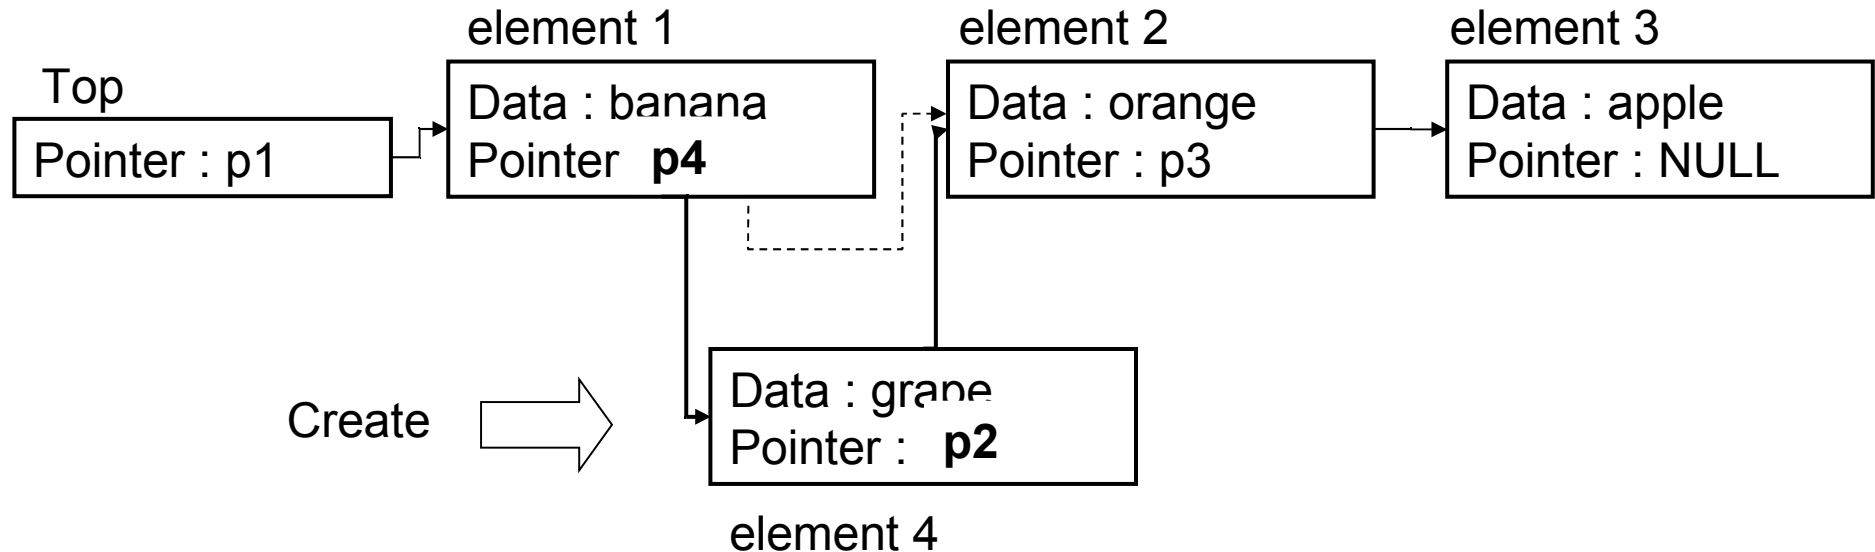 element 1
element 2
element 3
Top
Pointer : p1
Data : banana
Pointer p4
Data : orange
Pointer : p3
Data : apple
Pointer : NULL
Create
Data : grape
Pointer : p2
element 4